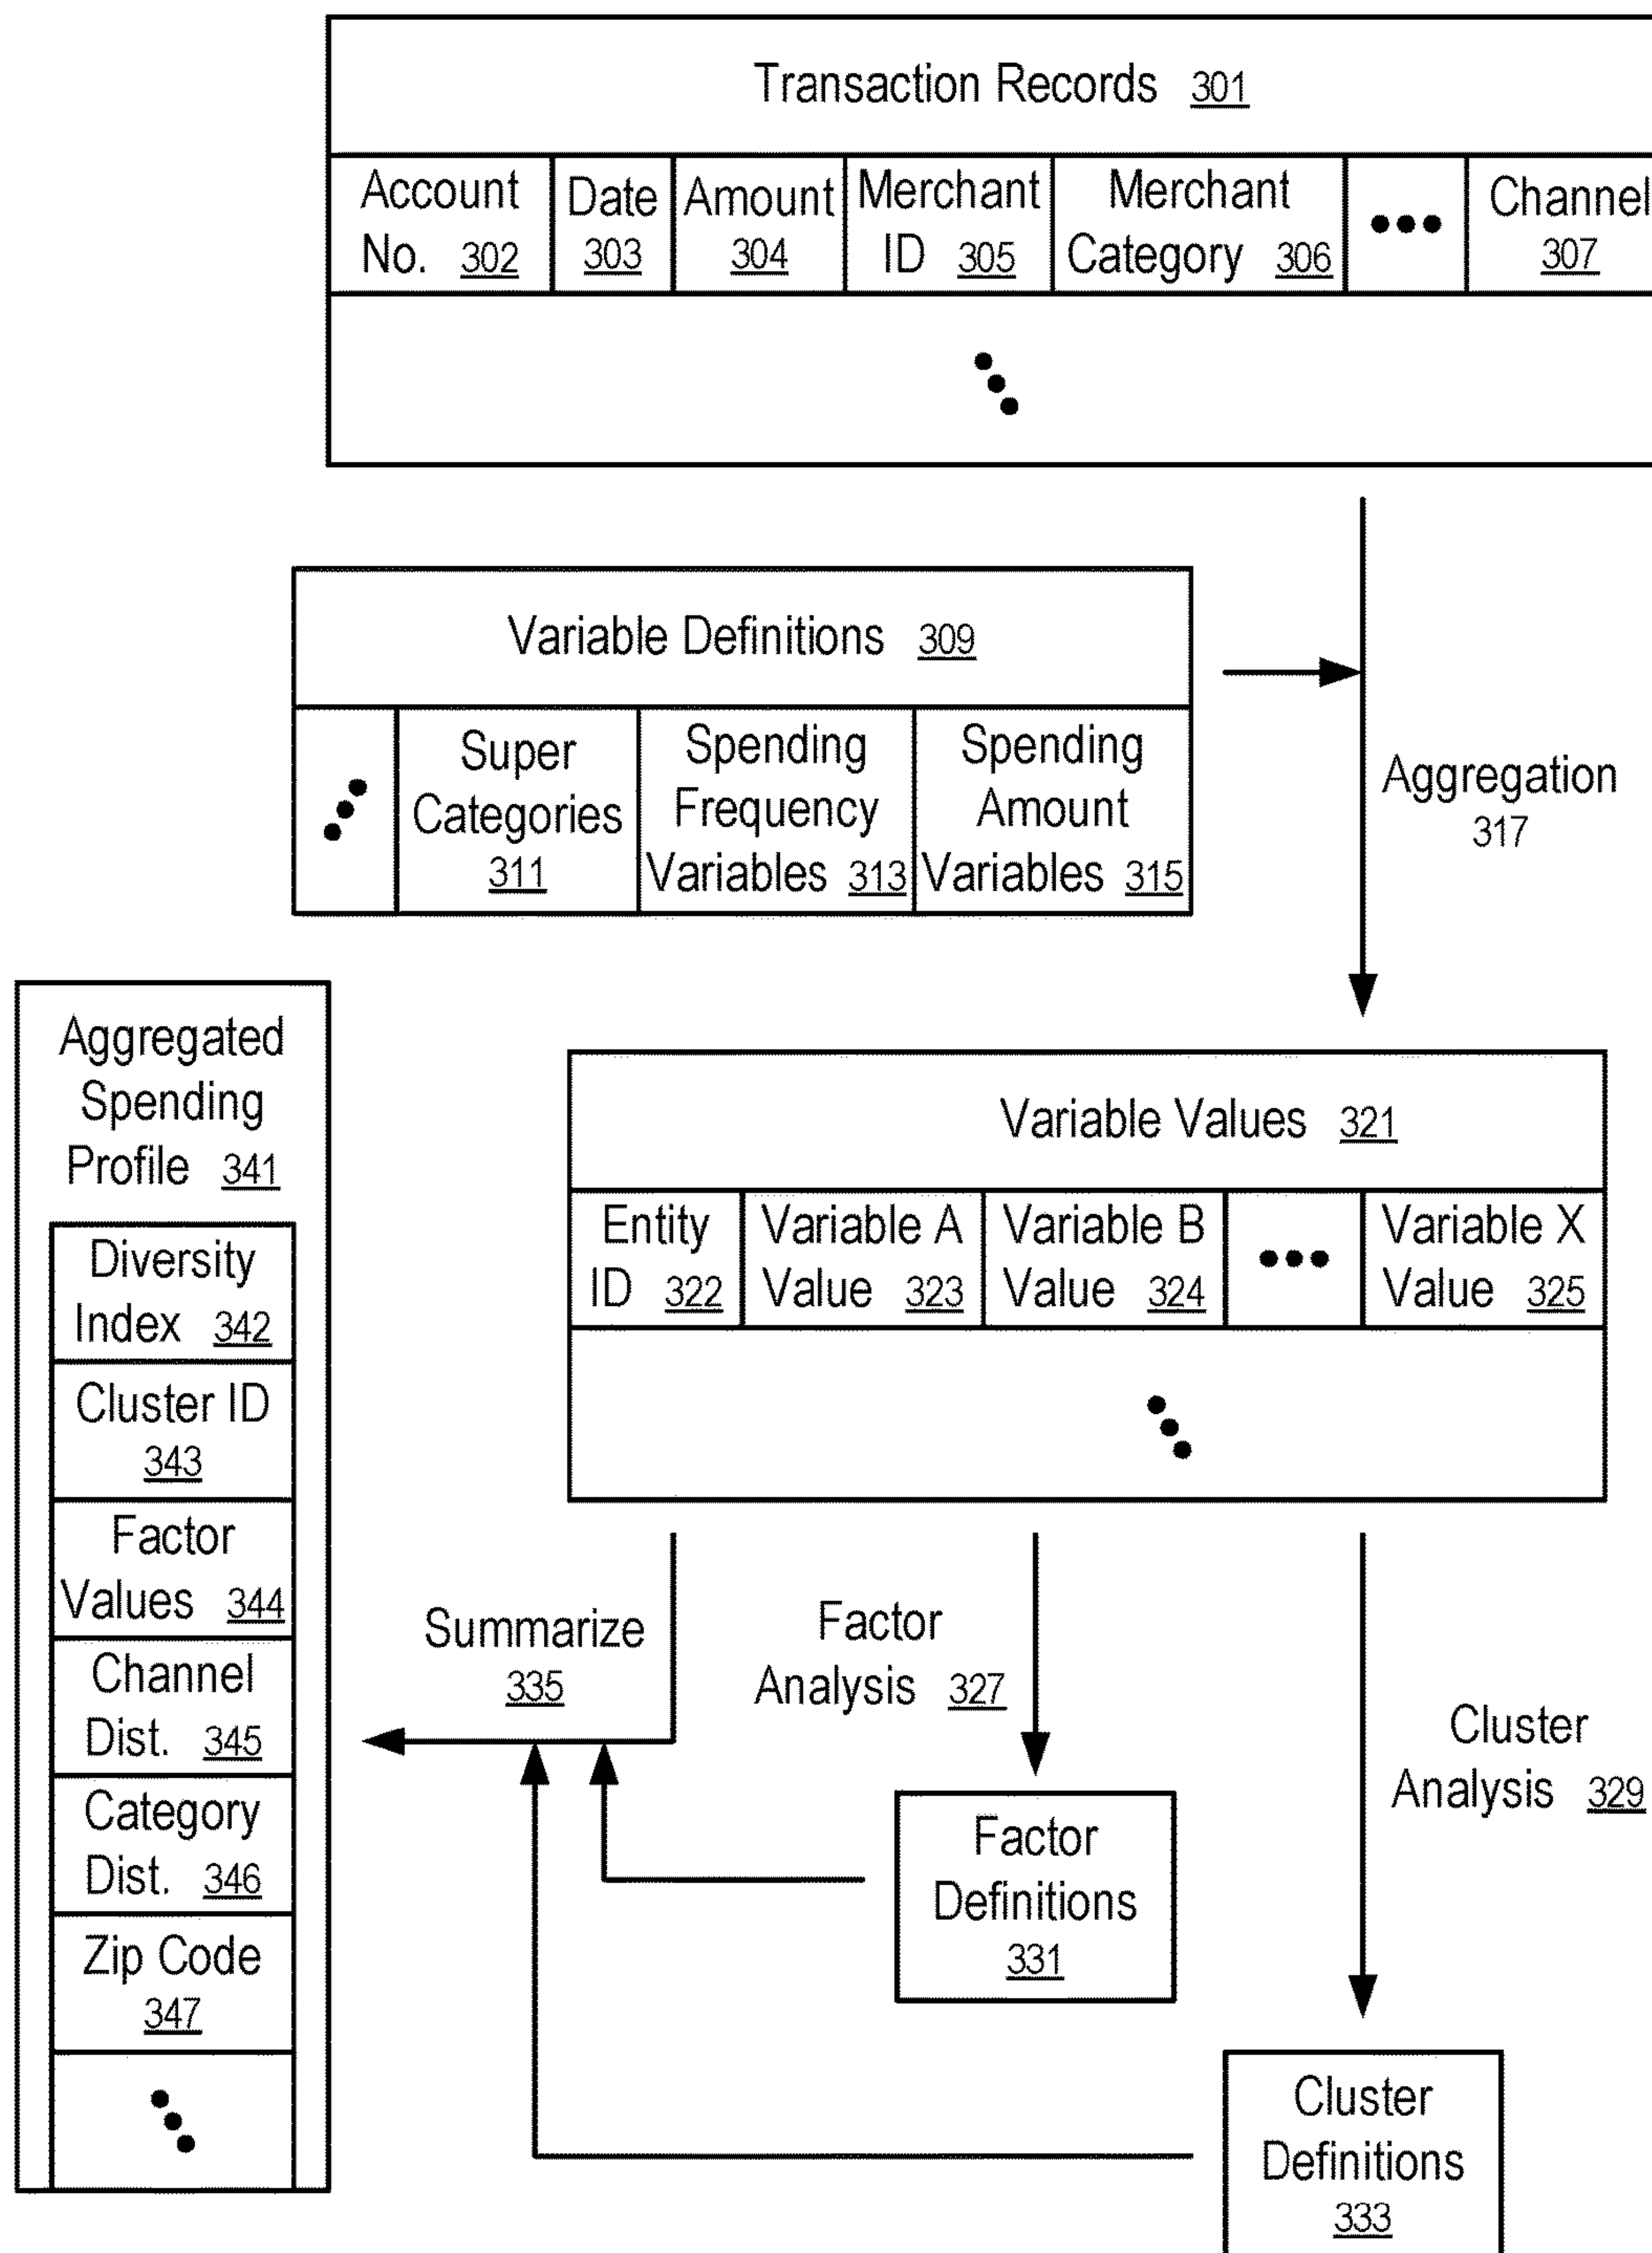 Transaction Records 301
Account
No. 302
Date
303
Amount
304
Merchant
ID 305
Merchant
Category 306
Channel
307
Variable Definitions 309
Super
Categories
311
Spending
Frequency
Variables 313
Spending
Amount
Variables 315
Aggregation
317
Aggregated
Spending
Profile 341
Diversity
Index 342
Cluster ID
343
Factor
Values 344
Channel
Dist. 345
Category
Dist. 346
Zip Code
347
Variable Values 321
Entity
ID 322
Variable A
Value 323
Variable B
Value 324
Variable X
Value 325
Summarize
335
Factor
Analysis 327
Cluster
Analysis 329
Factor
Definitions
331
Cluster
Definitions
333